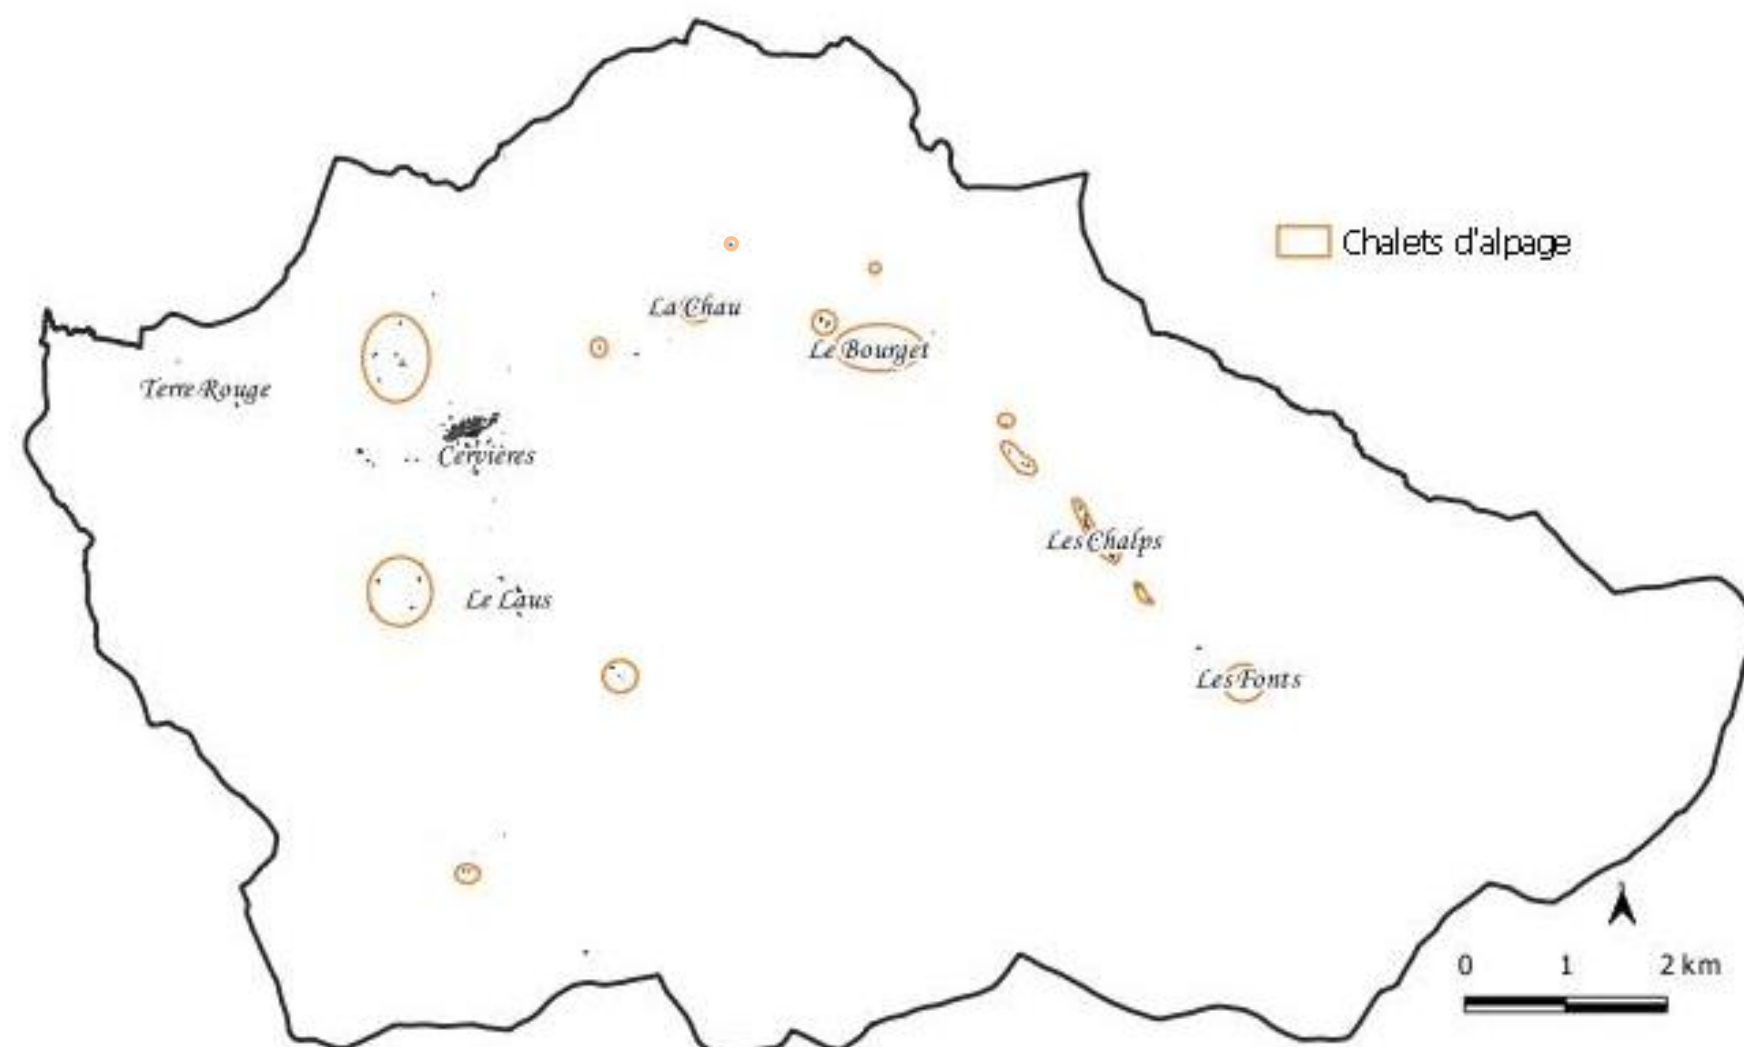 Chalets d'alpage
La Chau
Le Bourget
Terre Rouge
Cervières
Les Chalps
Le Laus
Les Fonts
0 1 2 km